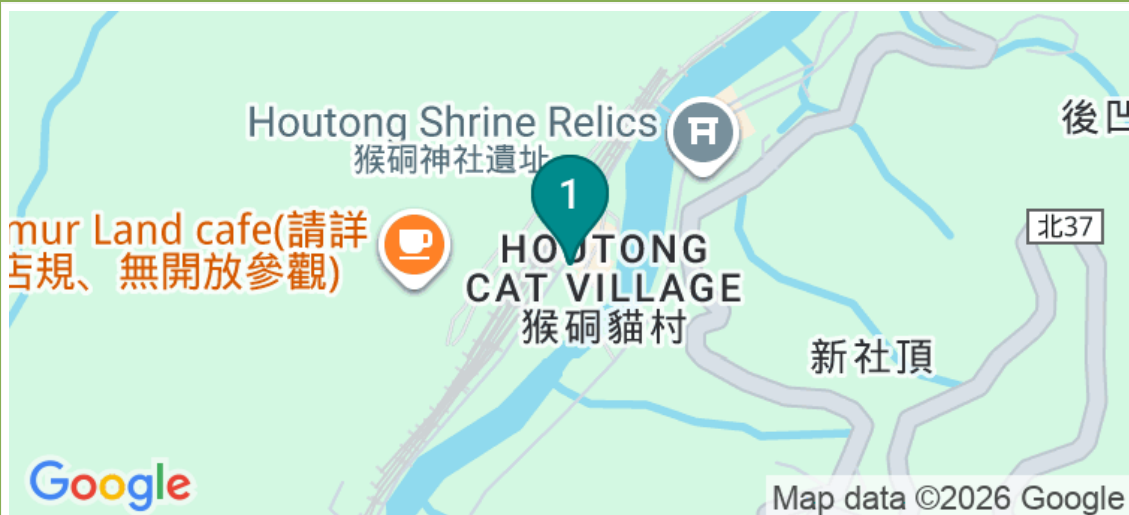 Houtong Shrine Relics
猴硐神社遺址
後凹
1
mur Land cafe(請詳
店規、無開放參觀)
北37
HOUTONG
CAT VILLAGE
猴硐貓村
新社頂
Google
Map data ©2026 Google